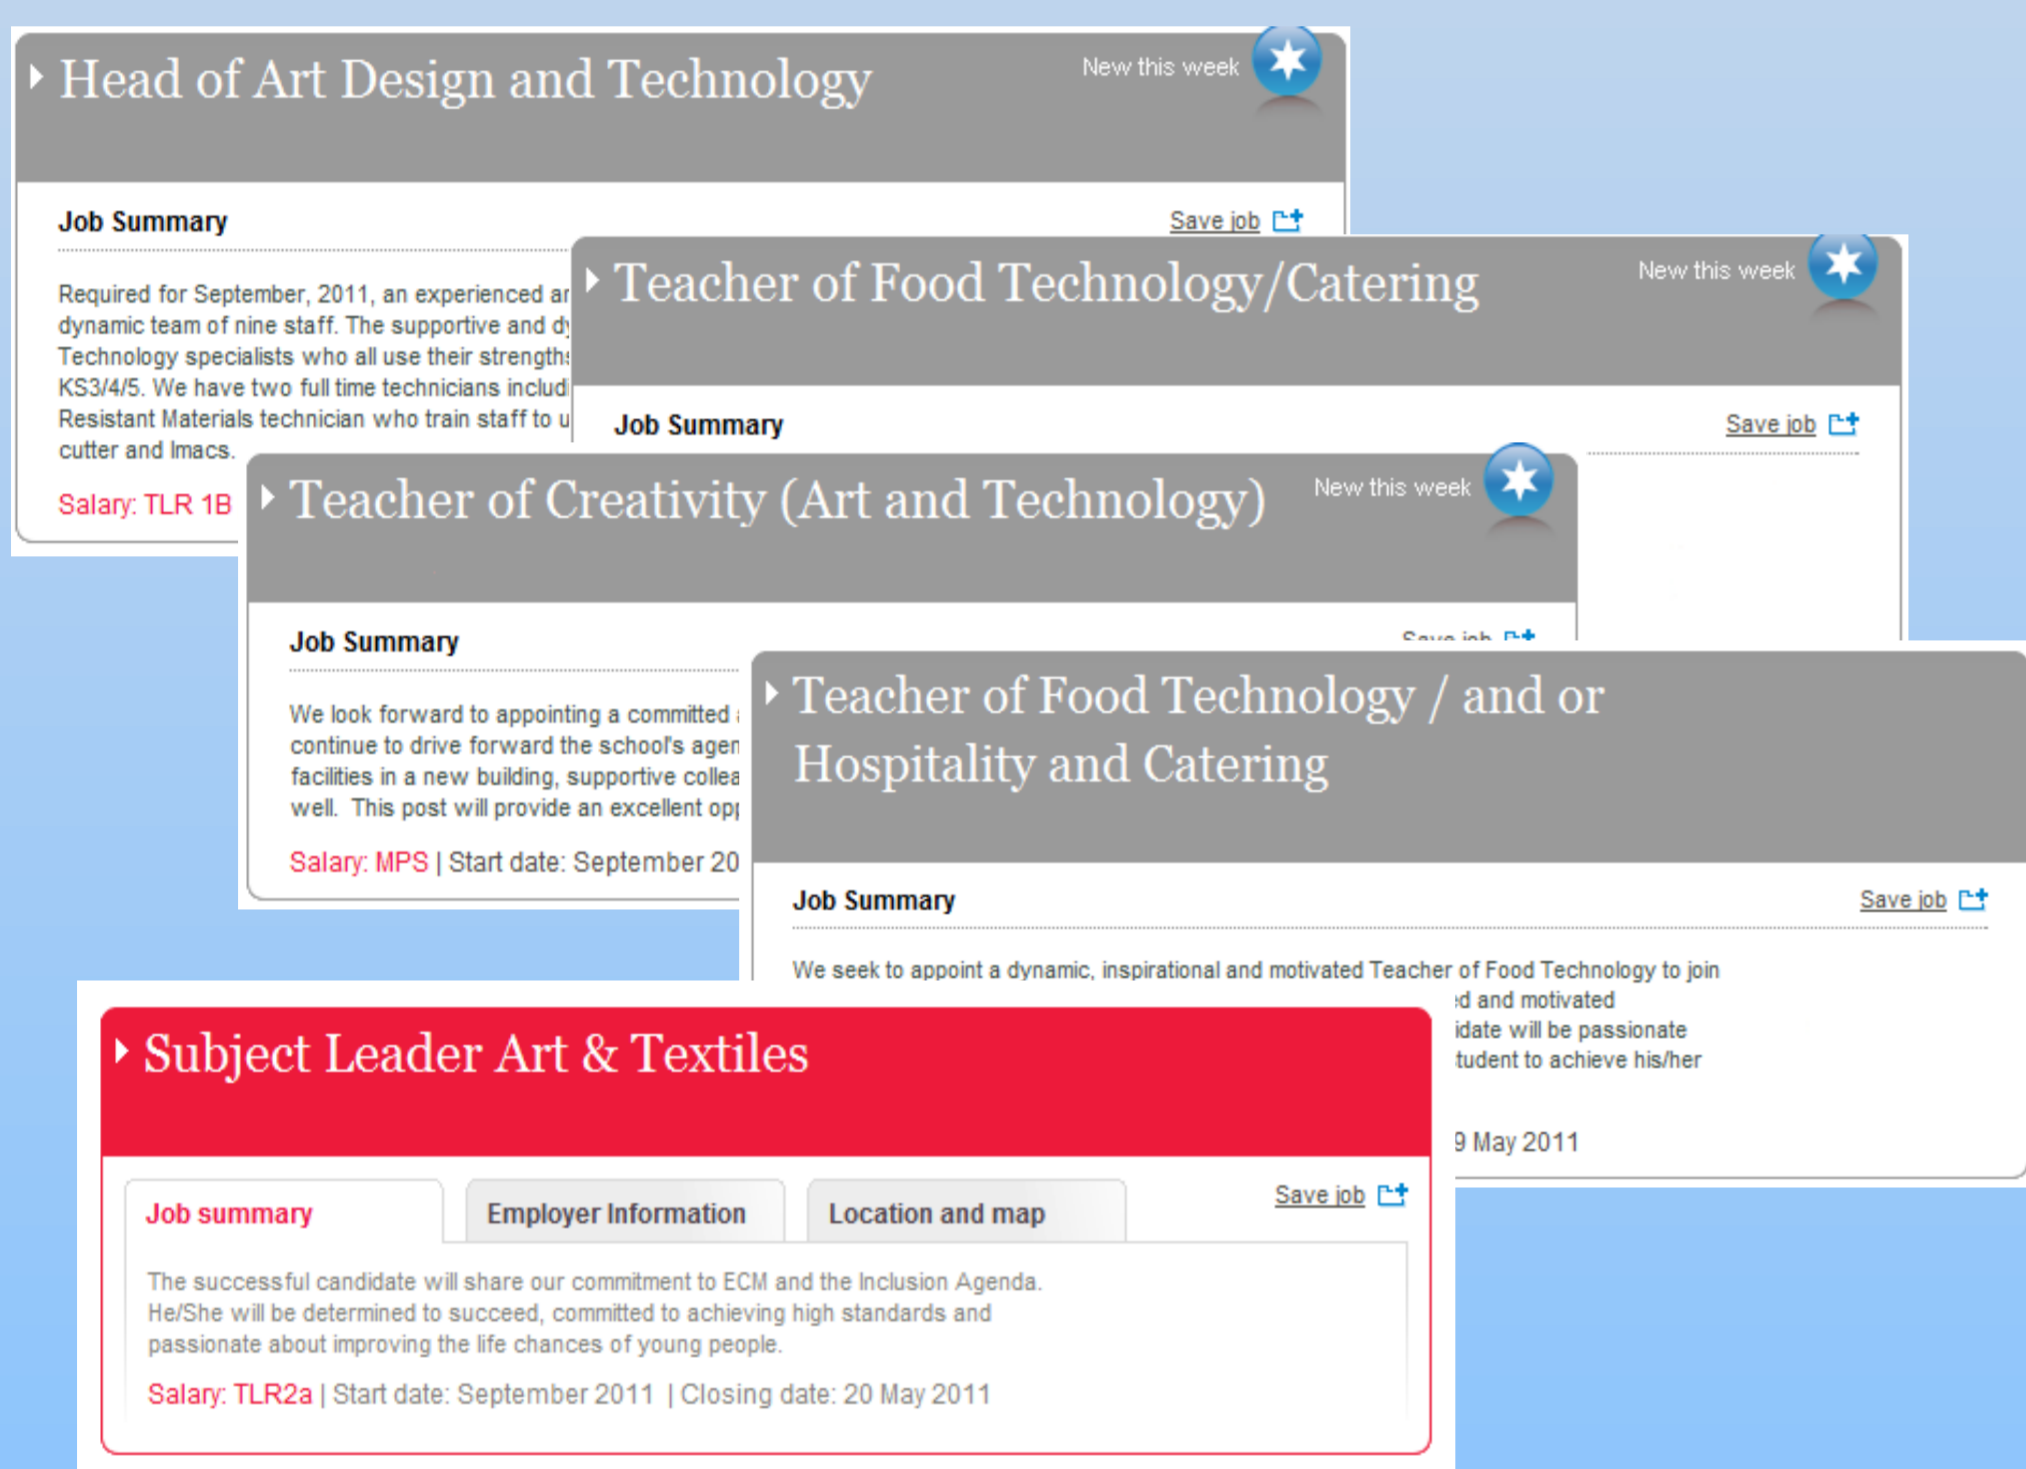 Head of Art Design and Technology
New this week
Job Summary
Save job
Required for September, 2011, an experienced
dynamic team of nine staff. The supportive and
Technology specialists who all use their
KS3/4/5. We have two full time technicians
Resistant Materials technician who train staff to
cutter and Imacs.
Salary: TLR 1B
Teacher of Food Technology/Catering
New this week
Job Summary
Save job
Teacher of Creativity (Art and Technology)
New this week
Job Summary
Save job
We look forward to appointing a committed
continue to drive forward the school's
facilities in a new building, supportive
well. This post will provide an excellent
Salary: MPS | Start date: September 20
Teacher of Food Technology / and or
Hospitality and Catering
Job Summary
Save job
We seek to appoint a dynamic, inspirational and motivated Teacher of Food Technology to join
and motivated
will be passionate
to achieve his/her
9 May 2011
Subject Leader Art & Textiles
Job summary
Employer Information
Location and map
Save job
The successful candidate will share our commitment to ECM and the Inclusion Agenda.
He/She will be determined to succeed, committed to achieving high standards and
passionate about improving the life chances of young people.
Salary: TLR2a | Start date: September 2011 | Closing date: 20 May 2011